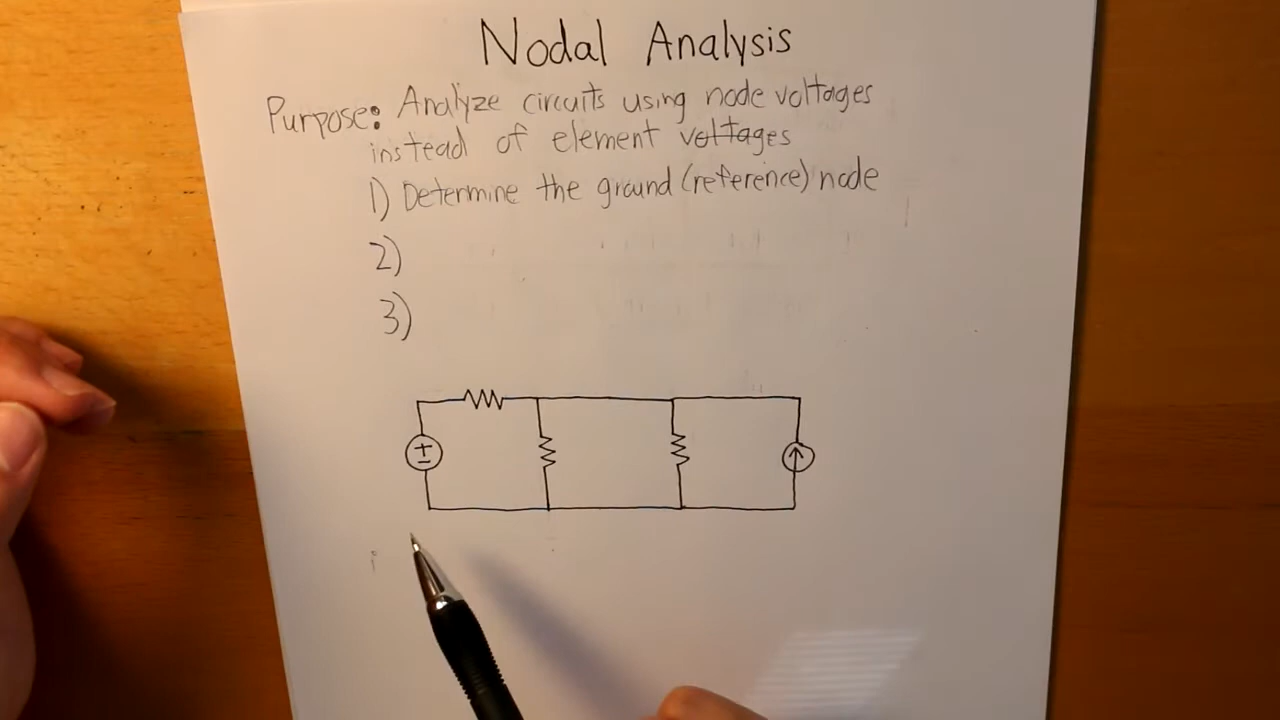 Nodal Analysis
Purpose: Analyze circuits using node voltages
instead of element voltages
1) Determine the ground (reference) node
2)
3)
+
-
i